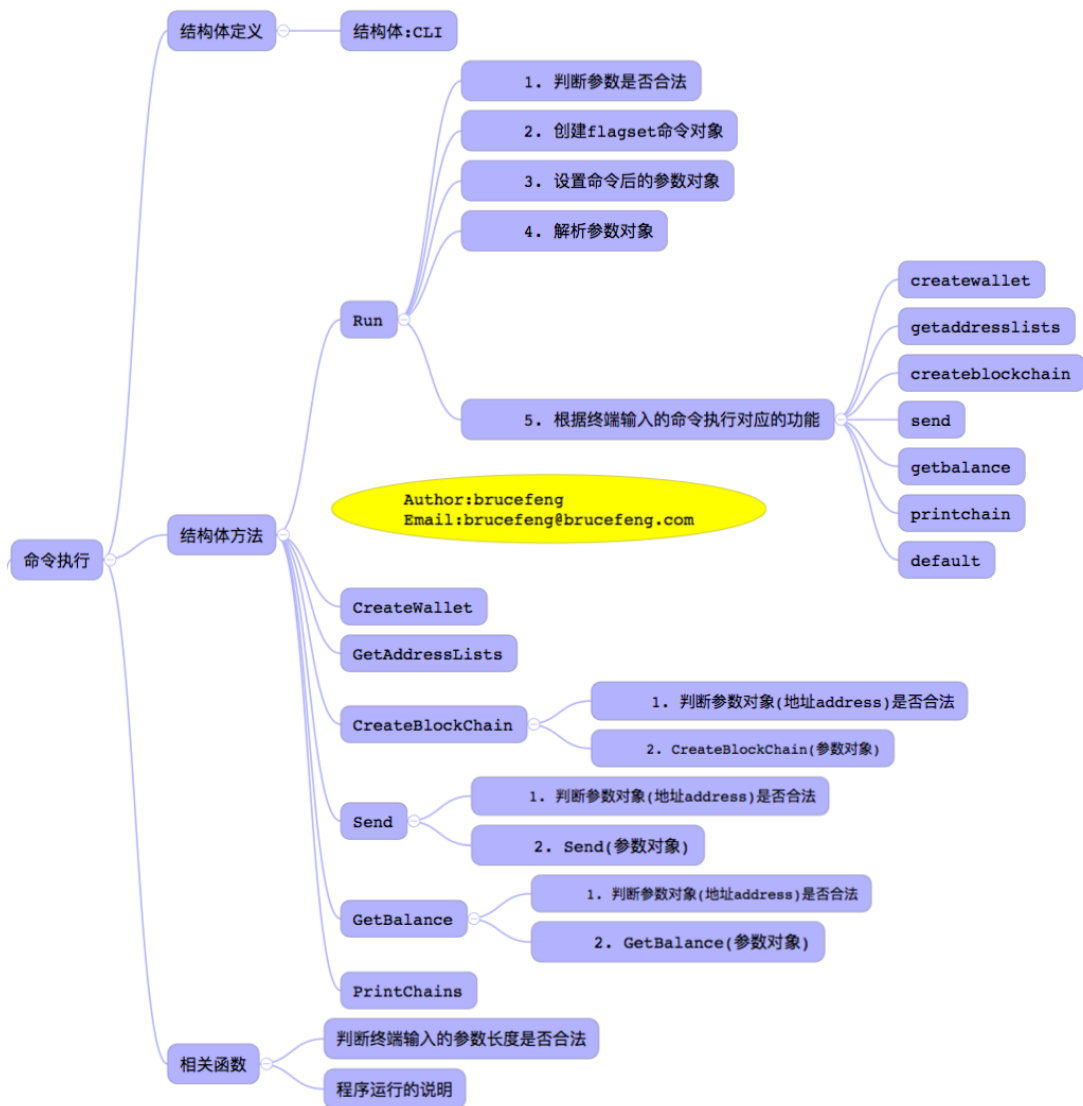 命令执行
结构体定义
结构体:CLI
结构体方法
Run
1. 判断参数是否合法
2. 创建flagset命令对象
3. 设置命令后的参数对象
4. 解析参数对象
5. 根据终端输入的命令执行对应的功能
createwallet
getaddresslists
createblockchain
send
getbalance
printchain
default
Author:brucefeng
Email:brucefeng@brucefeng.com
CreateWallet
GetAddressLists
CreateBlockChain
1. 判断参数对象(地址address)是否合法
2. CreateBlockChain(参数对象)
Send
1. 判断参数对象(地址address)是否合法
2. Send(参数对象)
GetBalance
1. 判断参数对象(地址address)是否合法
2. GetBalance(参数对象)
PrintChains
相关函数
判断终端输入的参数长度是否合法
程序运行的说明